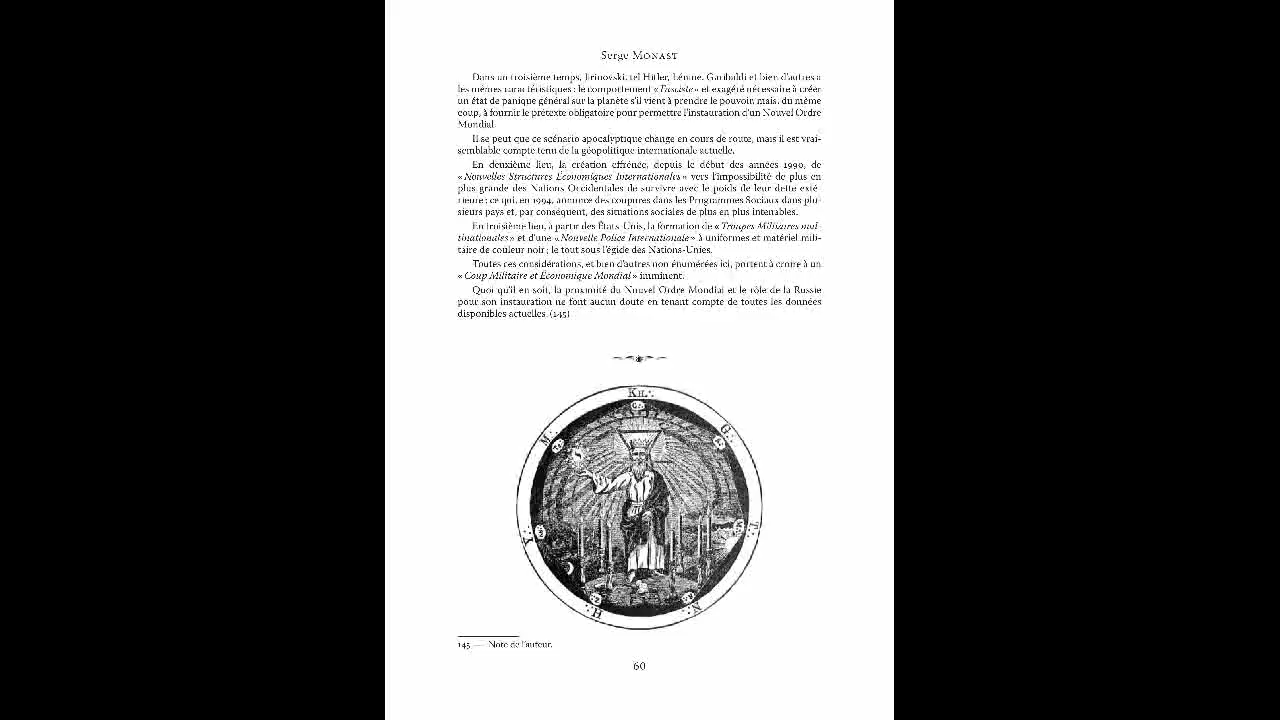 Serge Monast
Dans un troisième temps, Jirinovski, tel Hitler, Lénine, Garibaldi et bien d'autres a
les mêmes caractéristiques : le comportement « Fasciste » et exagéré nécessaire à créer
un état de panique général sur la planète s'il vient à prendre le pouvoir mais, du même
coup, à fournir le prétexte obligatoire pour permettre l'instauration d'un Nouvel Ordre
Mondial.
Il se peut que ce scénario apocalyptique change en cours de route, mais il est vrai-
semblable compte tenu de la géopolitique internationale actuelle.
En deuxième lieu, la création effrénée, depuis le début des années 1990, de
« Nouvelles Structures Économiques Internationales » vers l'impossibilité de plus en
plus grande des Nations Occidentales de survivre avec le poids de leur dette exté-
rieure ; ce qui, en 1994, annonce des coupures dans les Programmes Sociaux dans plu-
sieurs pays et, par conséquent, des situations sociales de plus en plus intenables.
En troisième lieu, à partir des États-Unis, la formation de « Troupes Militaires mul-
tinationales » et d'une « Nouvelle Police Internationale » à uniformes et matériel mili-
taire de couleur noir ; le tout sous l'égide des Nations-Unies.
Toutes ces considérations, et bien d'autres non énumérées ici, portent à croire à un
« Coup Militaire et Économique Mondial » imminent.
Quoi qu'il en soit, la proximité du Nouvel Ordre Mondial et le rôle de la Russie
pour son instauration ne font aucun doute en tenant compte de toutes les données
disponibles actuelles. (145)
Kh∴
M∴
G∴
Y∴
T∴
H∴
N∴
145 — Note de l'auteur.
60